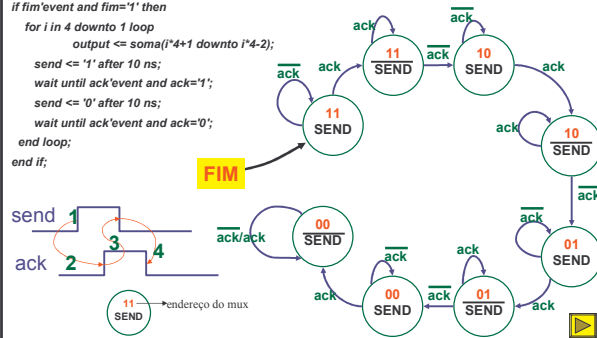 if fim'event and fim='1' then
for i in 4 downto 1 loop
output <= soma(i*4+1 downto i*4-2);
send <= '1' after 10 ns;
wait until ack'event and ack='1';
send <= '0' after 10 ns;
wait until ack'event and ack='0';
end loop;
end if;
FIM
ack
11
SEND
ack
ack
11
SEND
ack
ack
10
SEND
ack
ack
10
SEND
ack
ack
01
SEND
ack
ack
01
SEND
ack
ack
00
SEND
ack
00
SEND
ack/ack
send
1
3
4
ack
2
11
SEND
endereço do mux